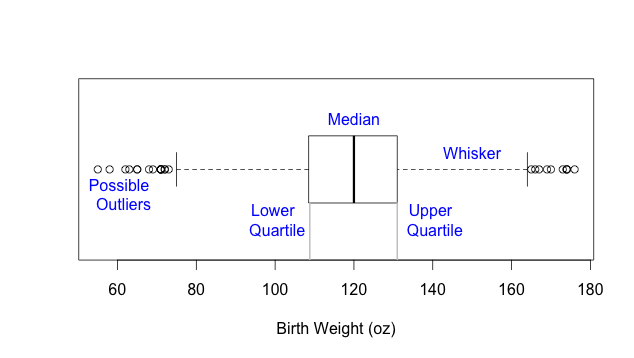 Median
Whisker
Possible
Outliers
Lower
Quartile
Upper
Quartile
60 80 100 120 140 160 180
Birth Weight (oz)